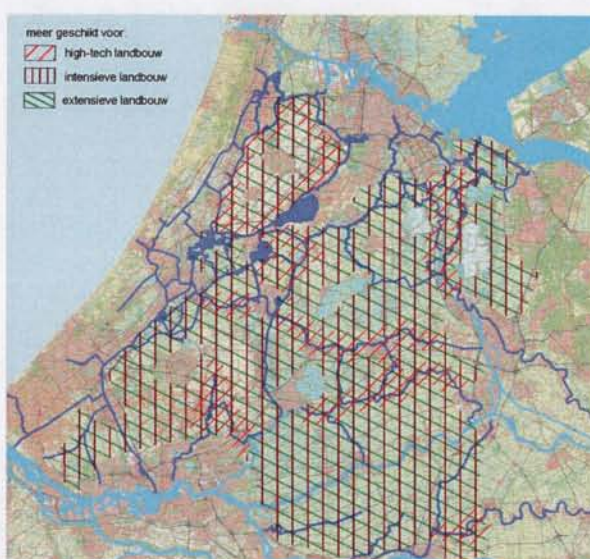 meer geschikt voor:
high-tech landbouw
intensieve landbouw
extensieve landbouw